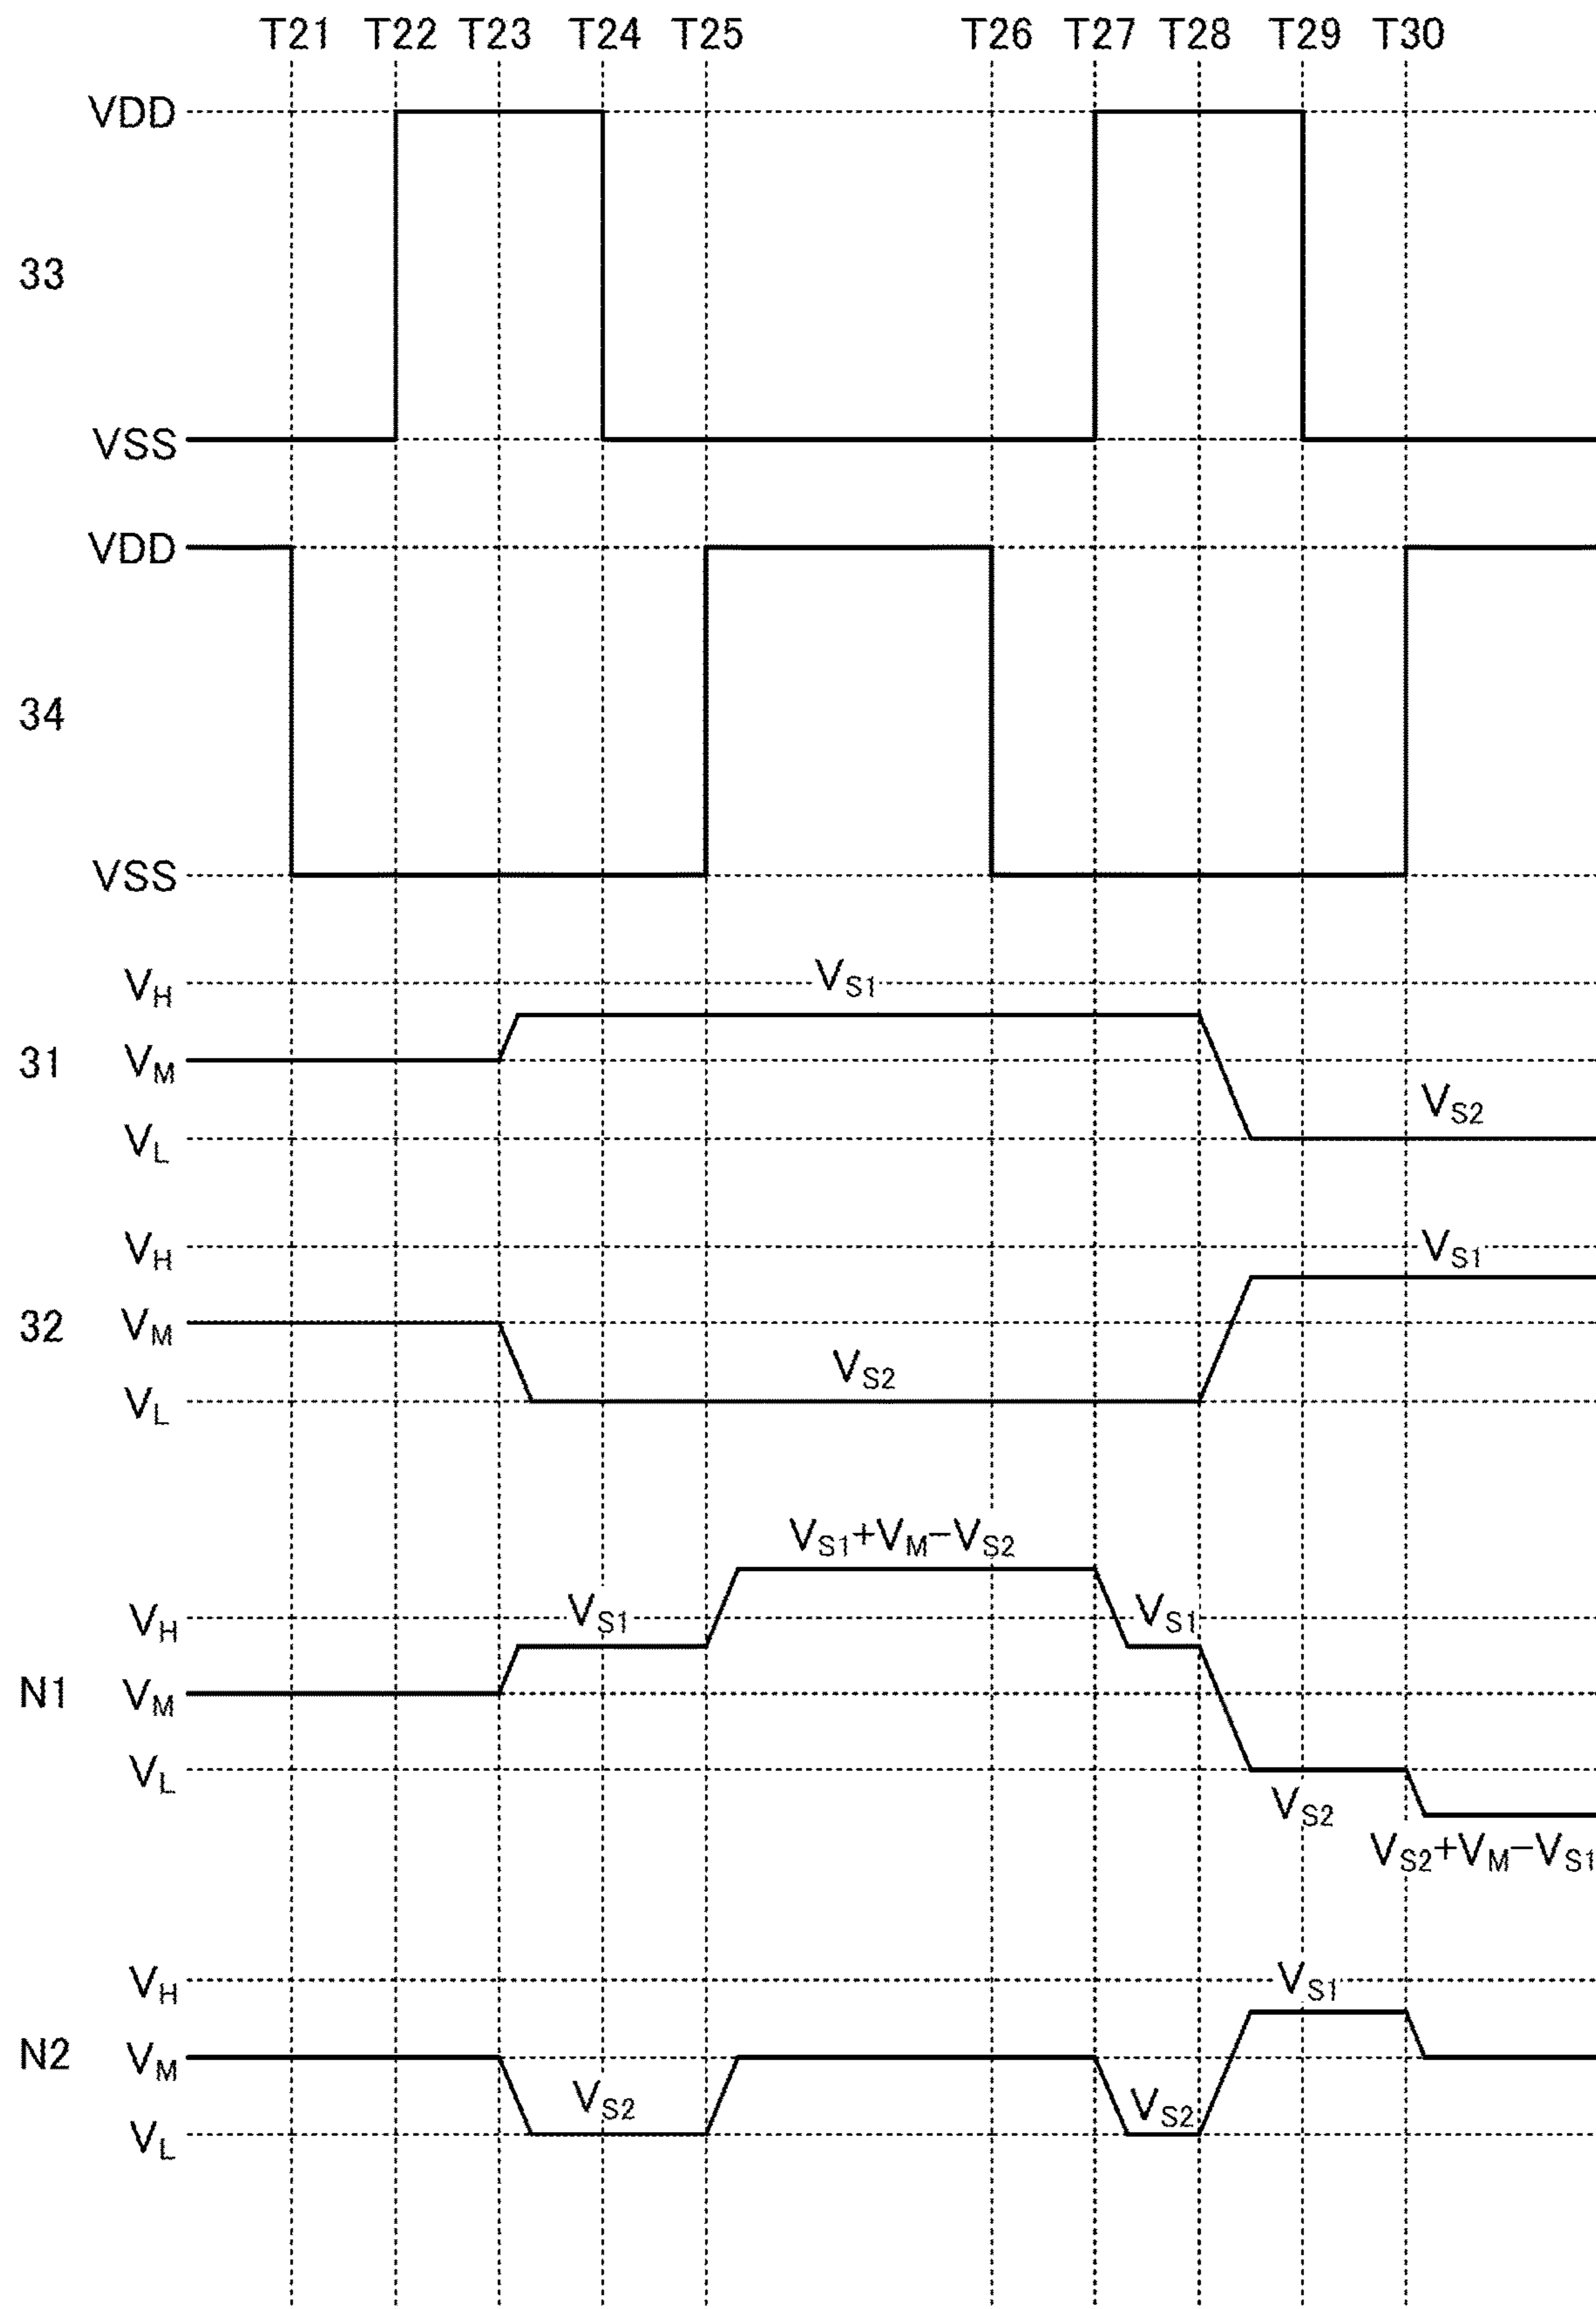 T21 T22 T23 T24 T25 T26 T27 T28 T29 T30
VDD
33
VSS
VDD
34
VSS
VH VS1
31 VM
VS2
VL
VH VS1
32 VM
VS2
VL
VS1+VM−VS2
VH VS1 VS1
N1 VM
VL
VS2
VS2+VM−VS1
VH VS1
N2 VM
VS2 VS2
VL